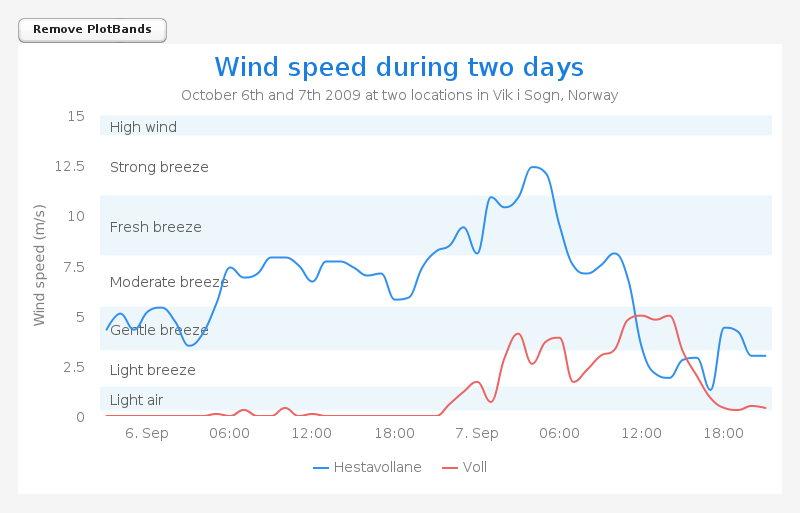 Remove PlotBands
Wind speed during two days
October 6th and 7th 2009 at two locations in Vik i Sogn, Norway
Wind speed (m/s)
15
12.5
10
7.5
5
2.5
0
High wind
Strong breeze
Fresh breeze
Moderate breeze
Gentle breeze
Light breeze
Light air
6. Sep 06:00 12:00 18:00 7. Sep 06:00 12:00 18:00
Hestavollane Voll